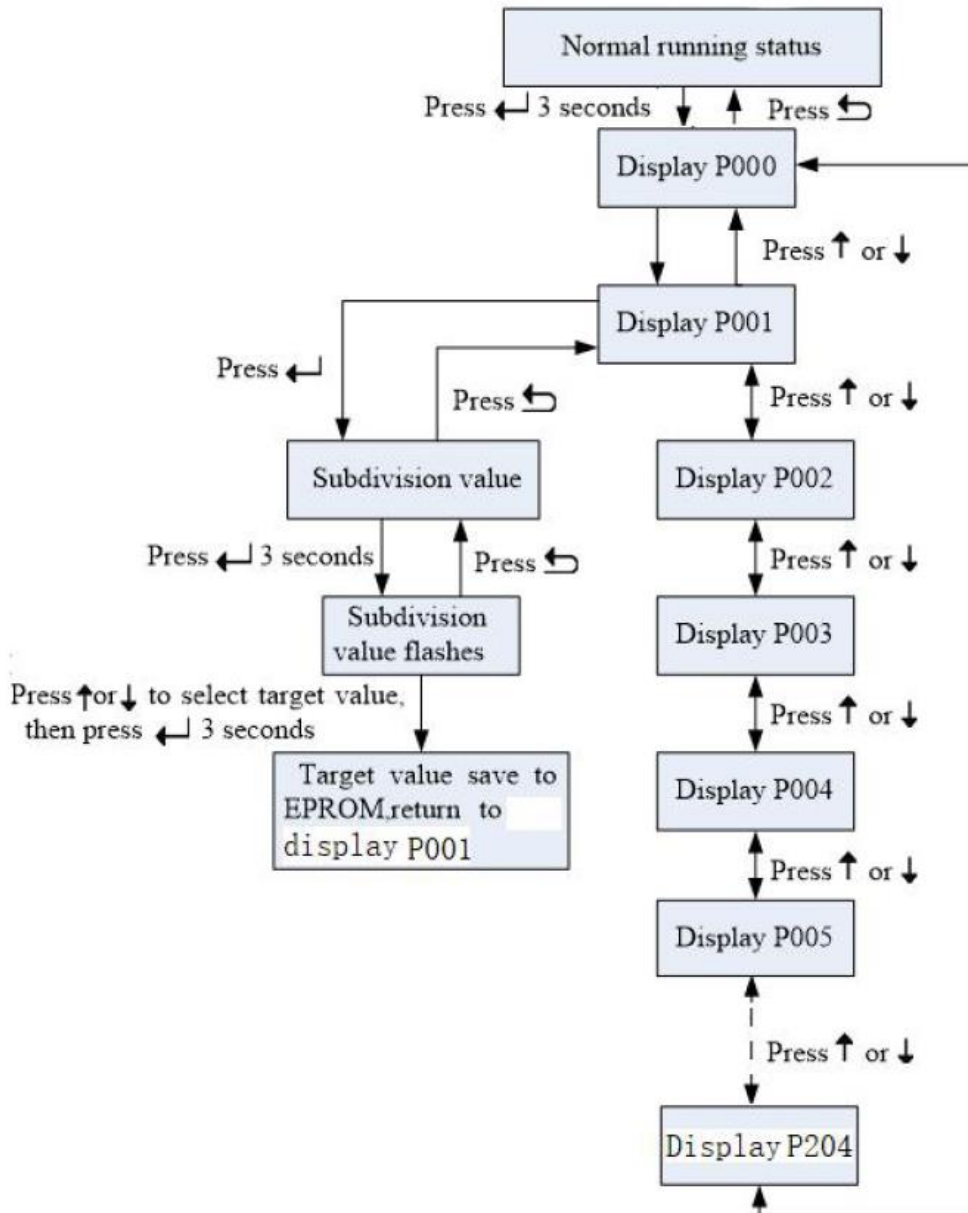 Normal running status
Press ↵ 3 seconds
Press ⮌
Display P000
Press ↑ or ↓
Display P001
Press ↵
Press ⮌
Press ↑ or ↓
Subdivision value
Display P002
Press ↵ 3 seconds
Press ⮌
Press ↑ or ↓
Subdivision
value flashes
Display P003
Press ↑or↓ to select target value,
then press ↵ 3 seconds
Press ↑ or ↓
Target value save to
EPROM,return to
display P001
Display P004
Press ↑ or ↓
Display P005
Press ↑ or ↓
Display P204